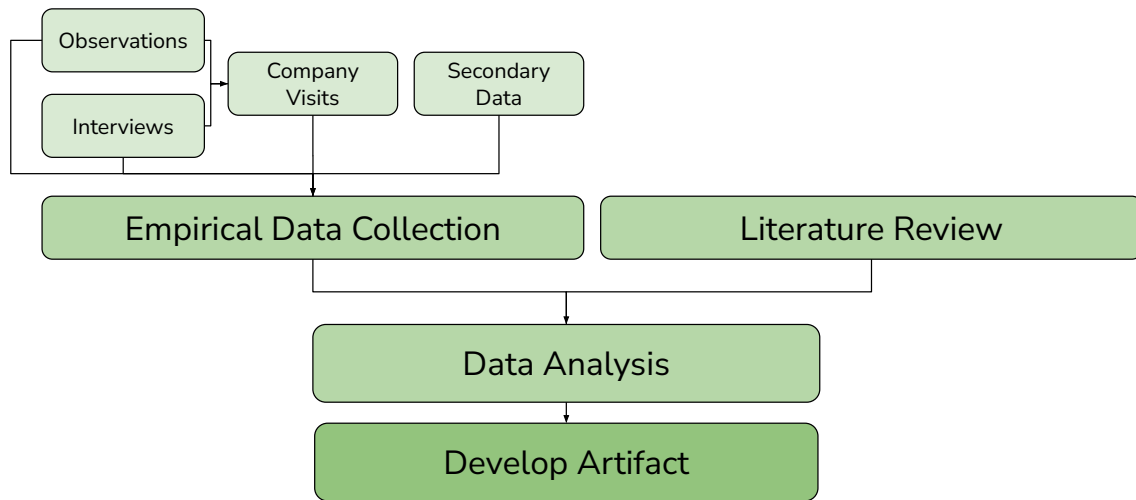 Observations
Company
Visits
Secondary
Data
Interviews
Empirical Data Collection
Literature Review
Data Analysis
Develop Artifact